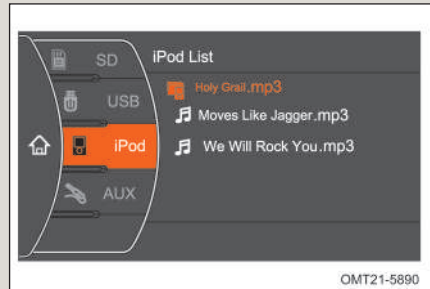 SD
USB
iPod
AUX
iPod List
Holy Grail.mp3
Moves Like Jagger.mp3
We Will Rock You.mp3
OMT21-5890